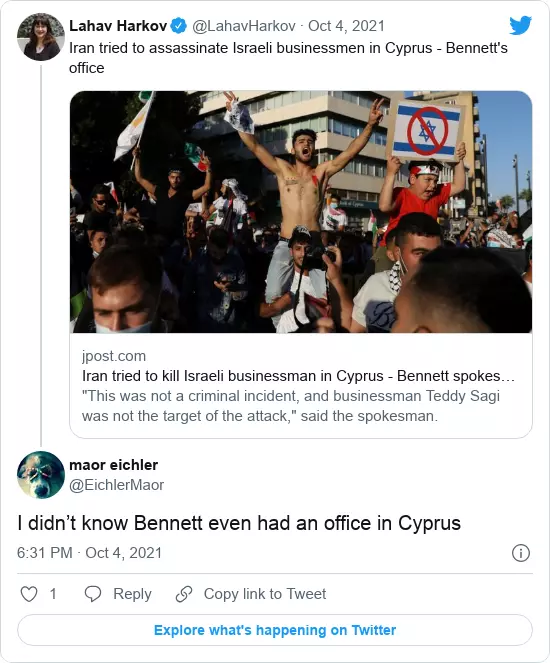 Lahav Harkov @LahavHarkov · Oct 4, 2021
Iran tried to assassinate Israeli businessmen in Cyprus - Bennett's
office
jpost.com
Iran tried to kill Israeli businessman in Cyprus - Bennett spokes…
"This was not a criminal incident, and businessman Teddy Sagi
was not the target of the attack," said the spokesman.
maor eichler
@EichlerMaor
I didn’t know Bennett even had an office in Cyprus
6:31 PM · Oct 4, 2021
1 Reply Copy link to Tweet
Explore what's happening on Twitter